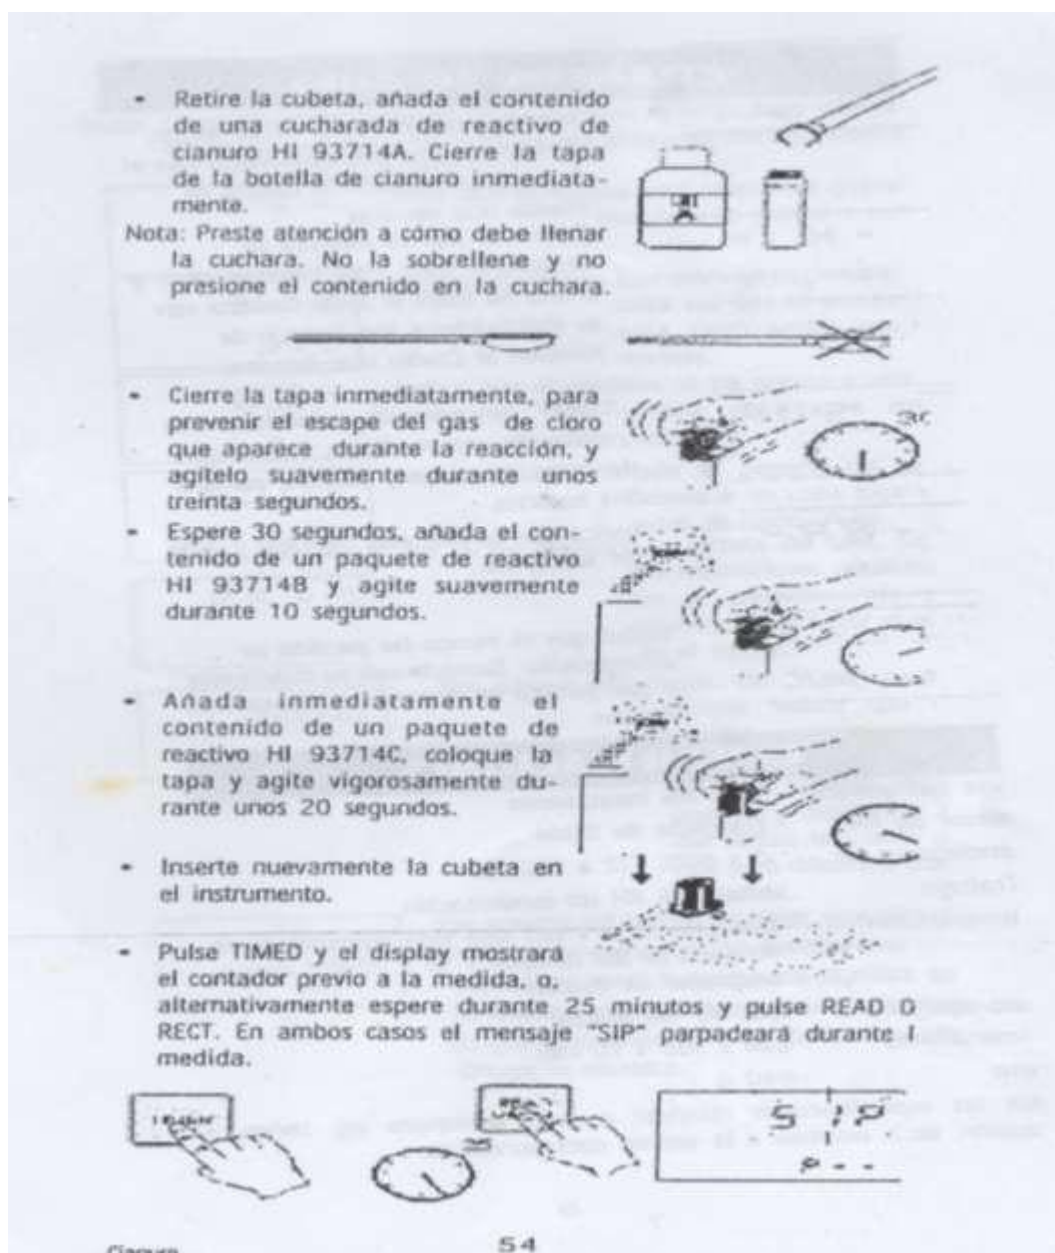 - Retire la cubeta, añada el contenido
de una cucharada de reactivo de
cianuro HI 93714A. Cierre la tapa
de la botella de cianuro inmediata-
mente.
Nota: Preste atención a cómo debe llenar
la cuchara. No la sobrellene y no
presione el contenido en la cuchara.
- Cierre la tapa inmediatamente, para
prevenir el escape del gas de cloro
que aparece durante la reacción, y
agítelo suavemente durante unos
treinta segundos.
- Espere 30 segundos, añada el con-
tenido de un paquete de reactivo
HI 93714B y agite suavemente
durante 10 segundos.
- Añada inmediatamente el
contenido de un paquete de
reactivo HI 93714C, coloque la
tapa y agite vigorosamente du-
rante unos 20 segundos.
- Inserte nuevamente la cubeta en
el instrumento.
- Pulse TIMED y el display mostrará
el contador previo a la medida, o,
alternativamente espere durante 25 minutos y pulse READ D
RECT. En ambos casos el mensaje "SIP" parpadeará durante l
medida.
SIP
Cianuro
54